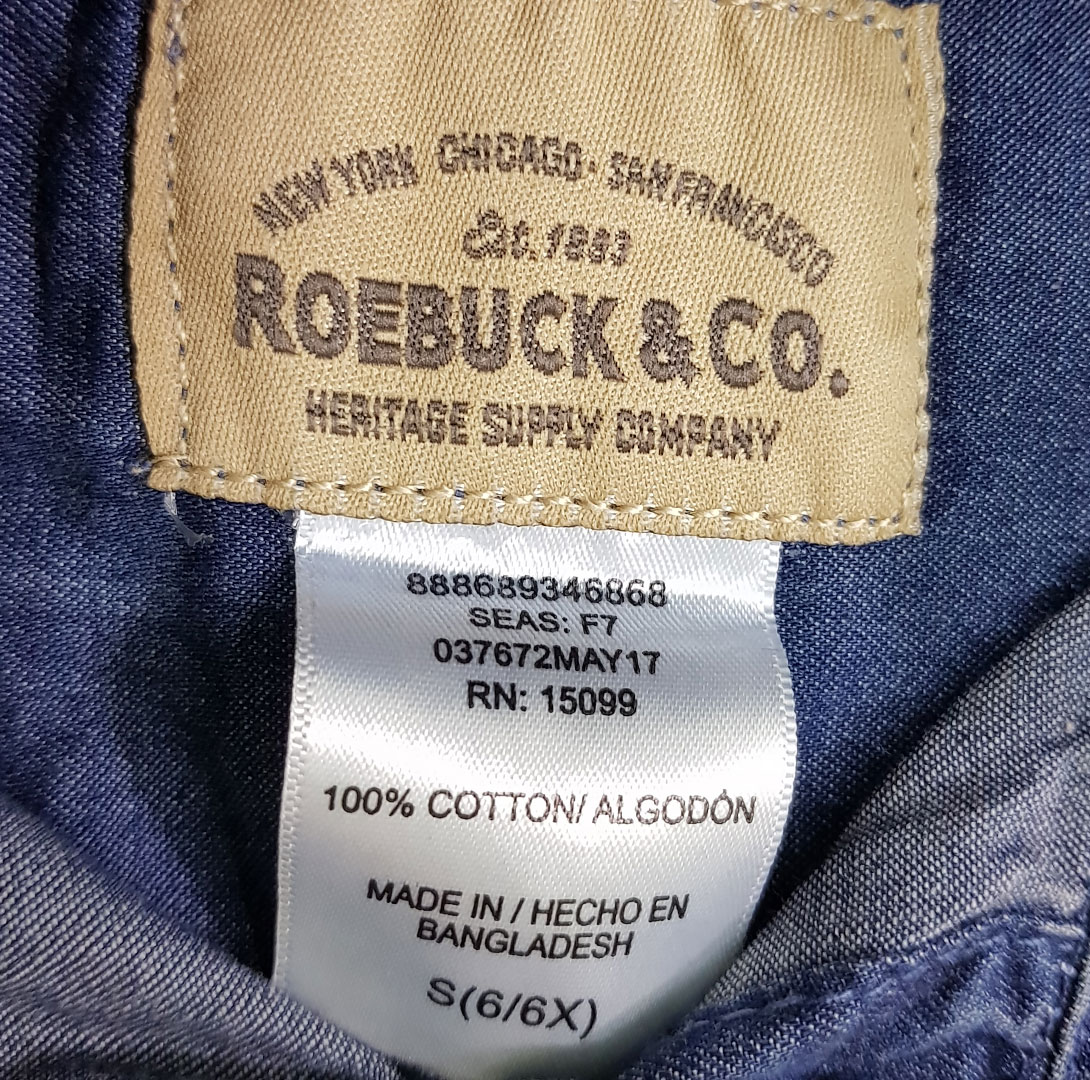 NEW YORK CHICAGO · SAN FRANCISCO
Est. 1893
ROEBUCK & CO.
HERITAGE SUPPLY COMPANY
888689346868
SEAS: F7
037672MAY17
RN: 15099
100% COTTON/ ALGODÓN
MADE IN / HECHO EN
BANGLADESH
S(6/6X)